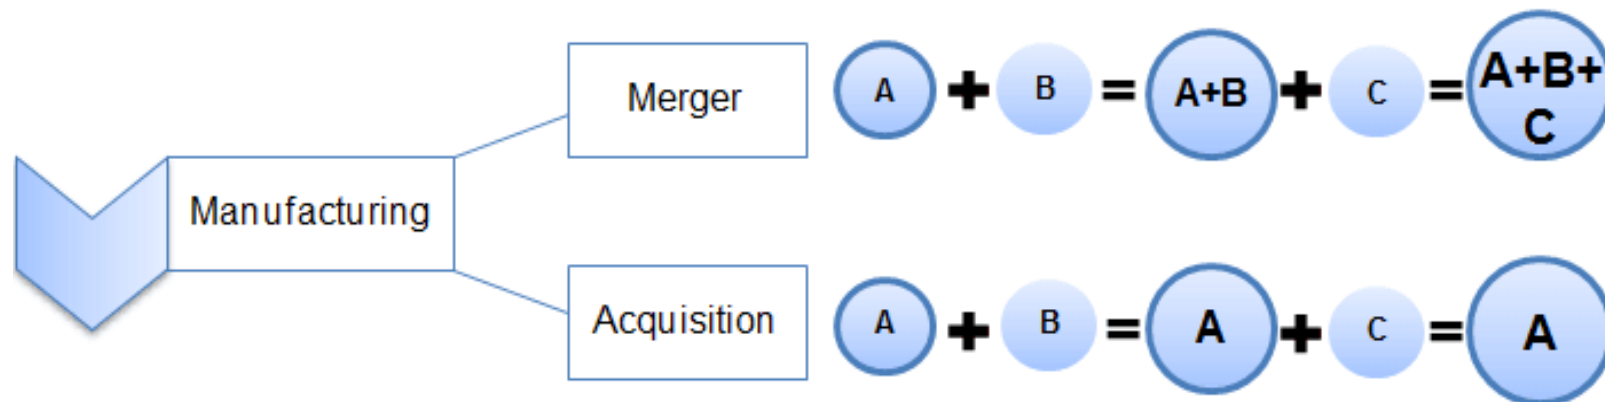 Merger
A + B = A+B + C = A+B+
C
Manufacturing
Acquisition
A + B = A + C = A